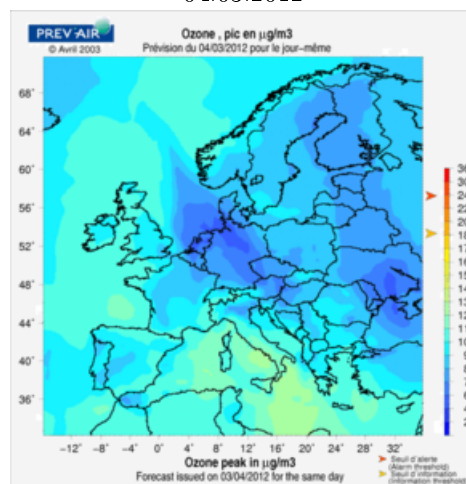 04.03.2012
PREV'AIR
© Avril 2003
Ozone , pic en µg/m3
Prévision du 04/03/2012 pour le jour-même
68°
64°
60°
56°
52°
48°
44°
40°
36°
-12° -8° -4° 0° 4° 8° 12° 16° 20° 24° 28° 32°
Ozone peak in µg/m3
Forecast issued on 03/04/2012 for the same day
Seuil d'alerte
(Alarm threshold)
Seuil d'information
(Information threshold)